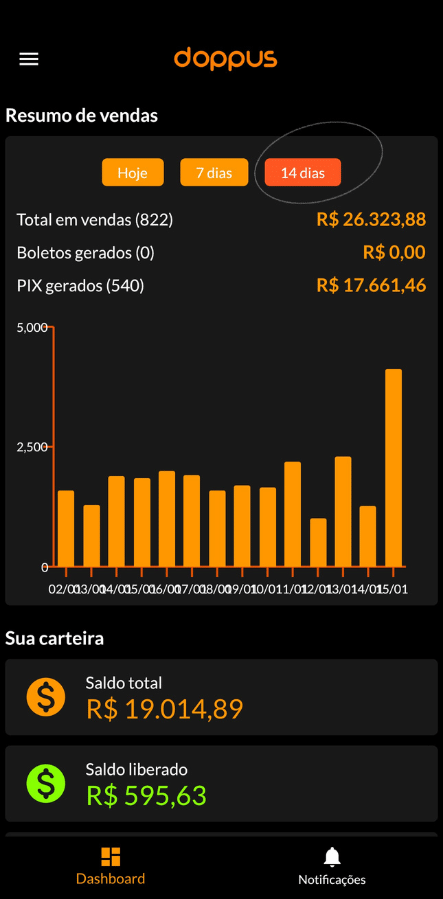 doppus
Resumo de vendas
Hoje 7 dias 14 dias
Total em vendas (822) R$ 26.323,88
Boletos gerados (0) R$ 0,00
PIX gerados (540) R$ 17.661,46
5,000
2,500
0
02/01 03/01 04/01 05/01 06/01 07/01 08/01 09/01 10/01 11/01 12/01 13/01 14/01 15/01
Sua carteira
Saldo total
R$ 19.014,89
Saldo liberado
R$ 595,63
Dashboard Notificações